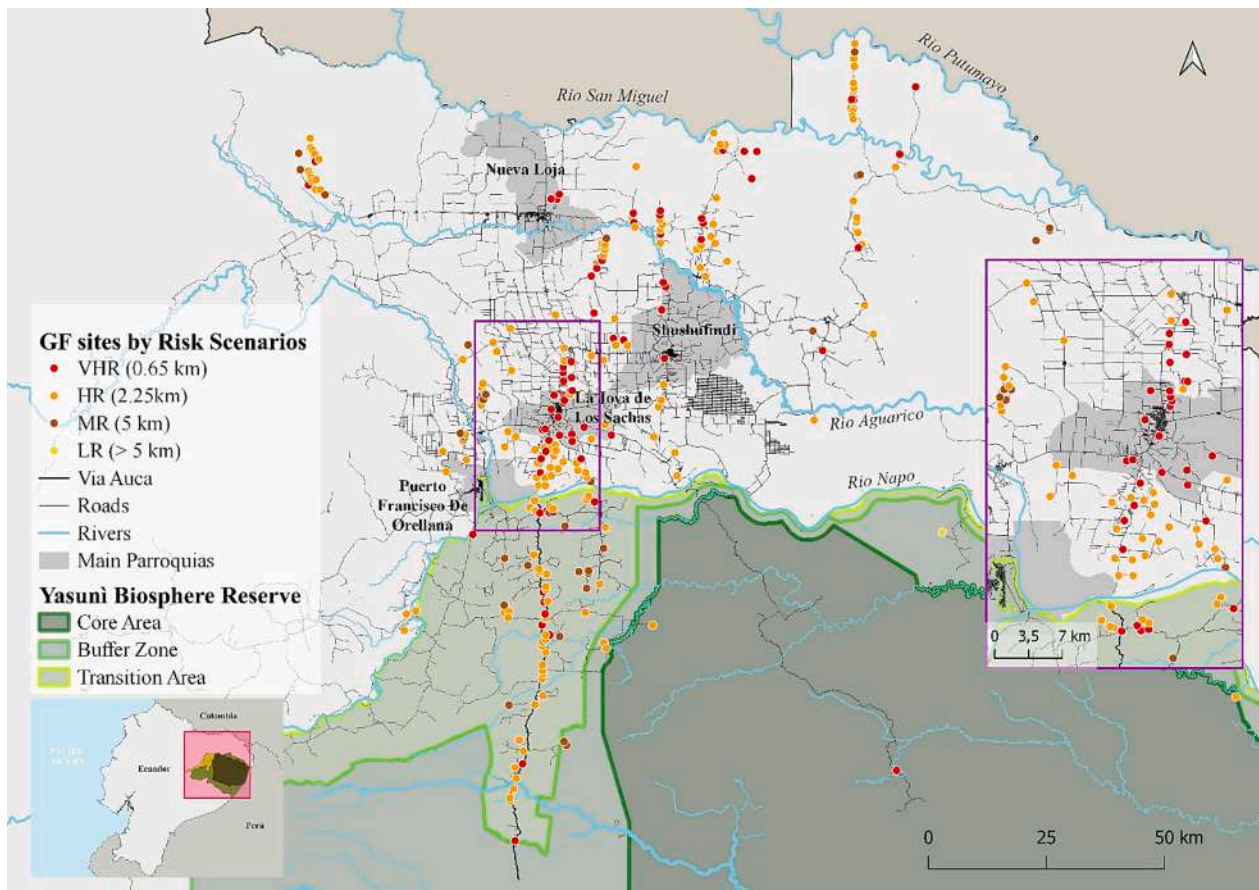 Rio Putumayo
Rio San Miguel
Nueva Loja
Shushufindi
La Joya de
Los Sachas
Rio Aguarico
Puerto
Francisco De
Orellana
Rio Napo
GF sites by Risk Scenarios
VHR (0.65 km)
HR (2.25km)
MR (5 km)
LR (> 5 km)
Via Auca
Roads
Rivers
Main Parroquias
Yasunì Biosphere Reserve
Core Area
Buffer Zone
Transition Area
0 3,5 7 km
Colombia
Ecuador
Perú
0 25 50 km